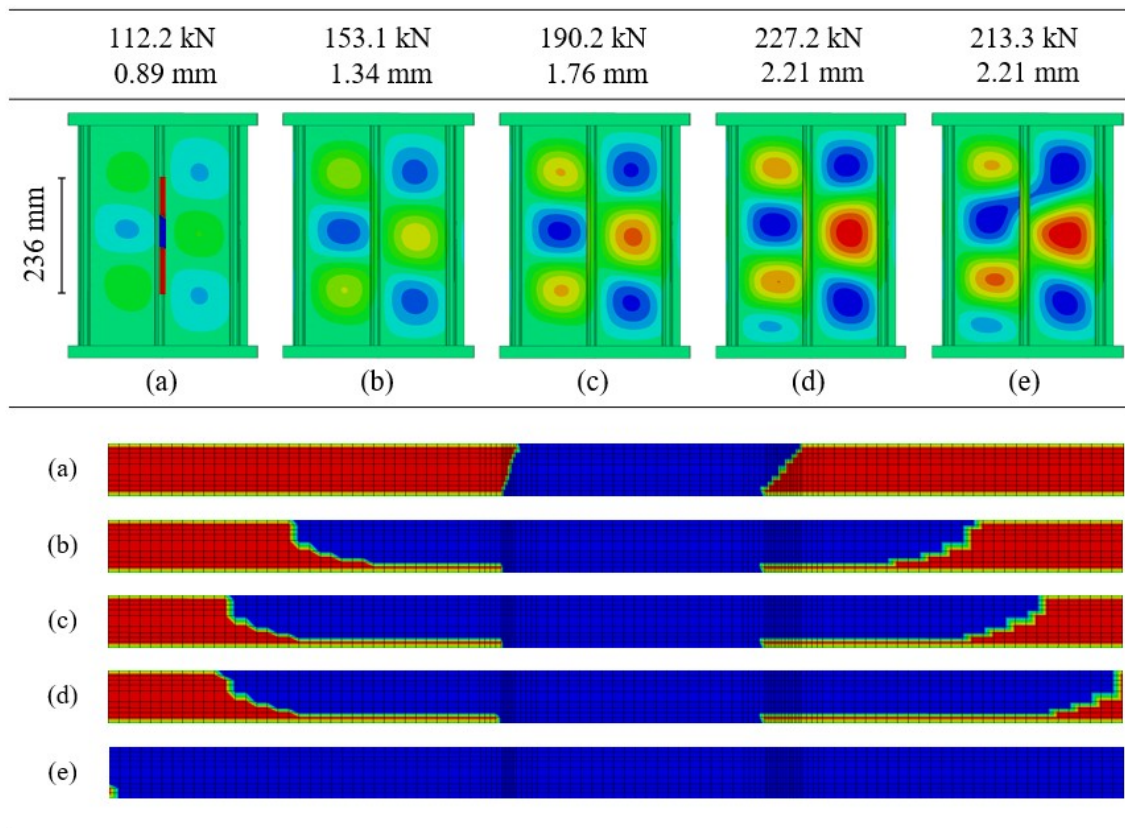 112.2 kN 153.1 kN 190.2 kN 227.2 kN 213.3 kN
0.89 mm 1.34 mm 1.76 mm 2.21 mm 2.21 mm
236 mm
(a) (b) (c) (d) (e)
(a)
(b)
(c)
(d)
(e)